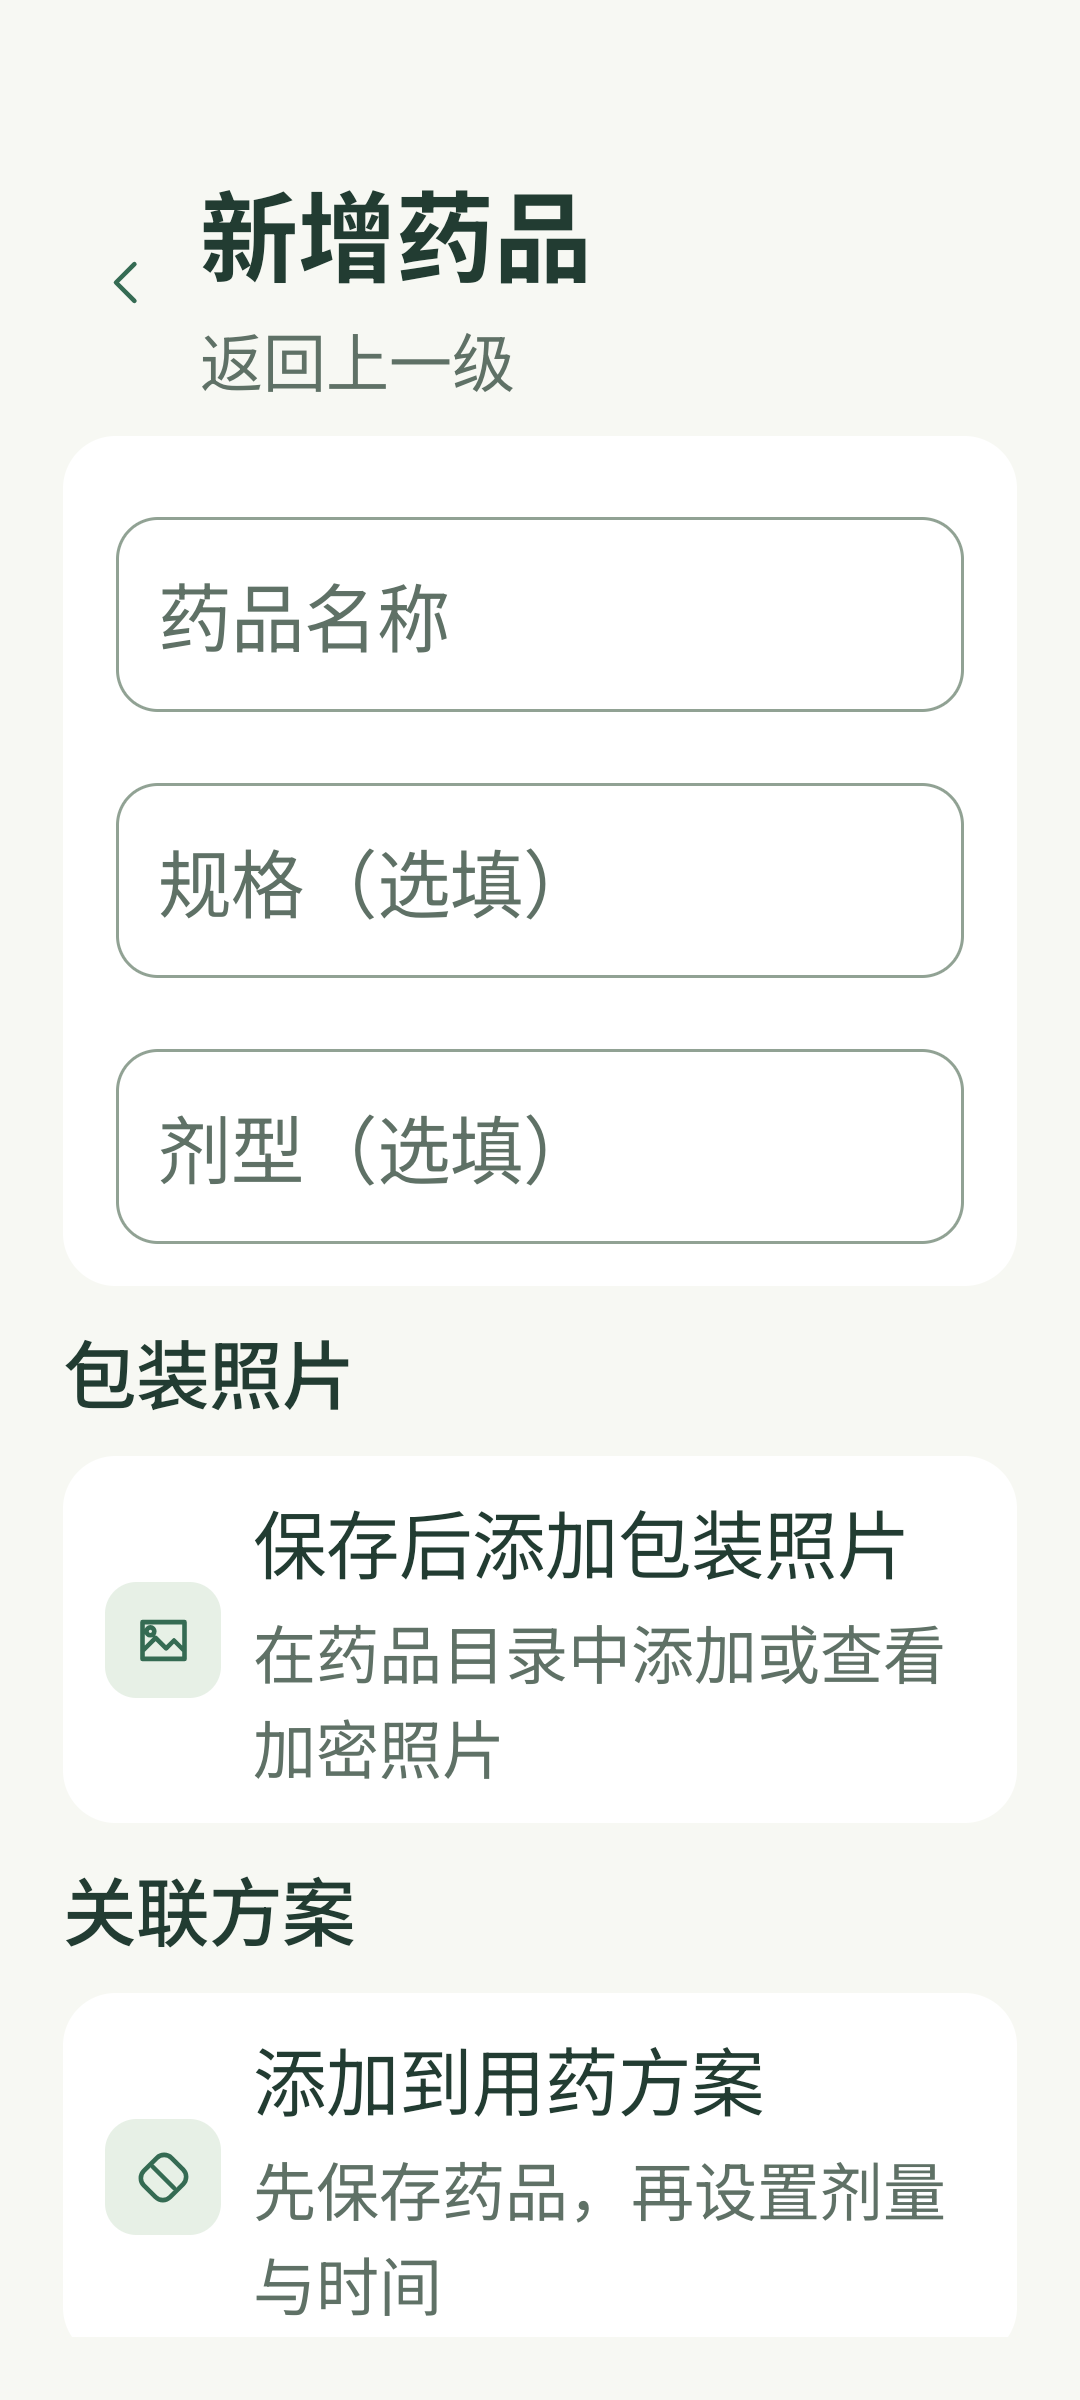 新增药品
返回上一级
药品名称
规格（选填）
剂型（选填）
包装照片
保存后添加包装照片
在药品目录中添加或查看
加密照片
关联方案
添加到用药方案
先保存药品，再设置剂量
与时间